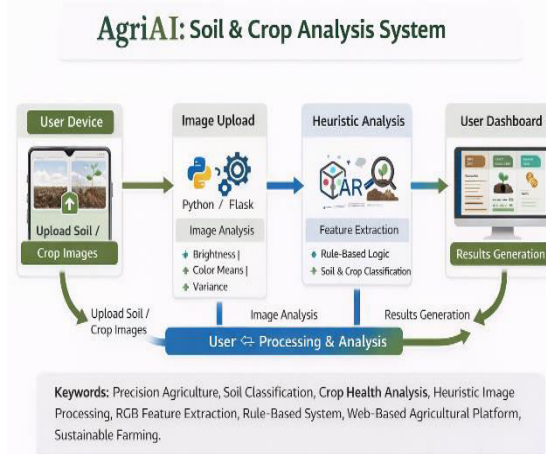 AgriAI: Soil & Crop Analysis System
User Device
Upload Soil /
Crop Images
Image Upload
Python / Flask
Image Analysis
Brightness |
Color Means |
Variance
Heuristic Analysis
AR
Feature Extraction
Rule-Based Logic
Soil & Crop Classification
User Dashboard
Results Generation
Upload Soil /
Crop Images
Image Analysis
Results Generation
User ⇆ Processing & Analysis
Keywords: Precision Agriculture, Soil Classification, Crop Health Analysis, Heuristic Image
Processing, RGB Feature Extraction, Rule-Based System, Web-Based Agricultural Platform,
Sustainable Farming.